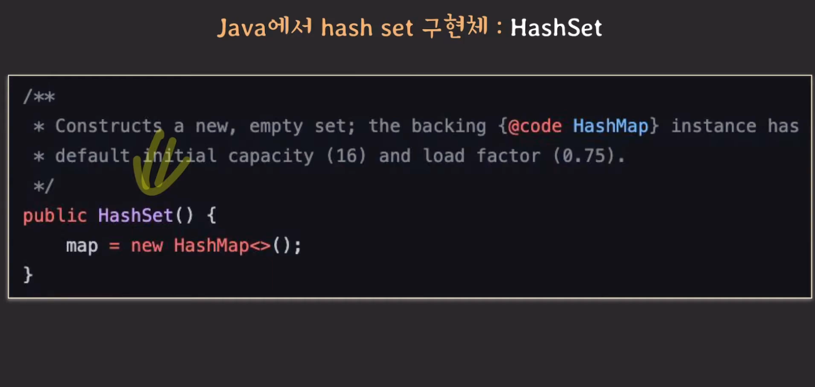 Java에서 hash set 구현체 : HashSet
/**
* Constructs a new, empty set; the backing {@code HashMap} instance has
* default initial capacity (16) and load factor (0.75).
*/
public HashSet() {
map = new HashMap<>();
}